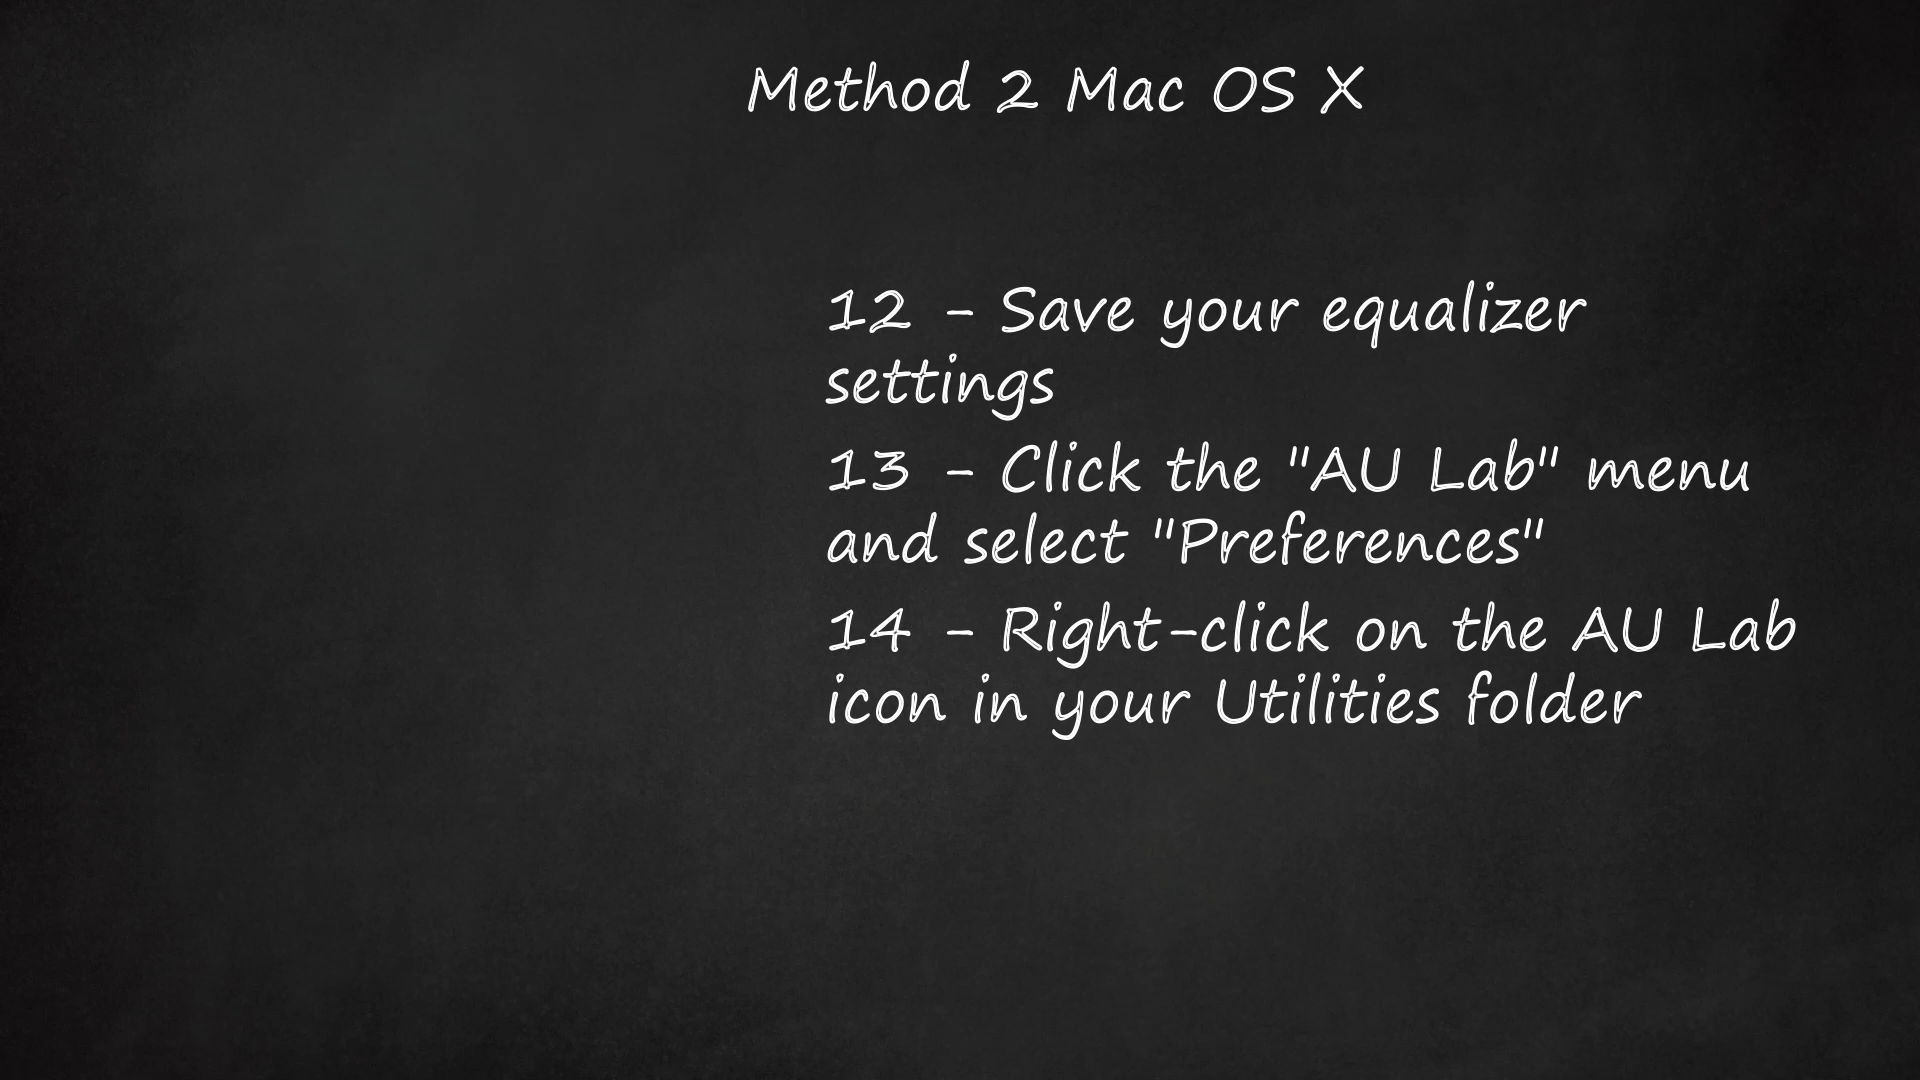 Method 2 Mac OS X
12 - Save your equalizer
settings
13 - Click the "AU Lab" menu
and select "Preferences"
14 - Right-click on the AU Lab
icon in your Utilities folder